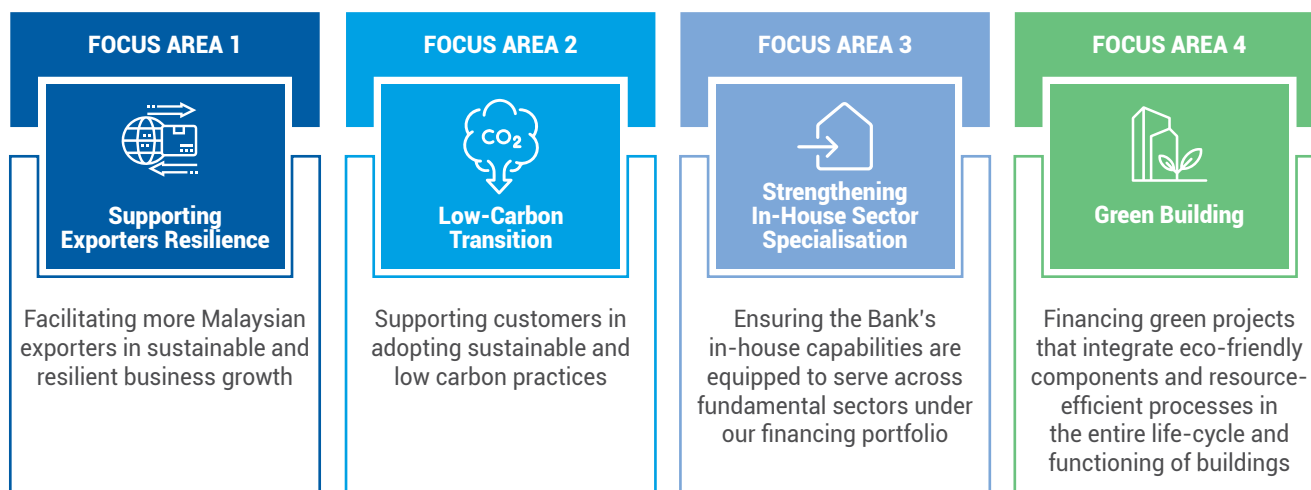 FOCUS AREA 1
Supporting
Exporters Resilience
Facilitating more Malaysian
exporters in sustainable and
resilient business growth
FOCUS AREA 2
CO₂
Low-Carbon
Transition
Supporting customers in
adopting sustainable and
low carbon practices
FOCUS AREA 3
Strengthening
In-House Sector
Specialisation
Ensuring the Bank's
in-house capabilities are
equipped to serve across
fundamental sectors under
our financing portfolio
FOCUS AREA 4
Green Building
Financing green projects
that integrate eco-friendly
components and resource-
efficient processes in
the entire life-cycle and
functioning of buildings